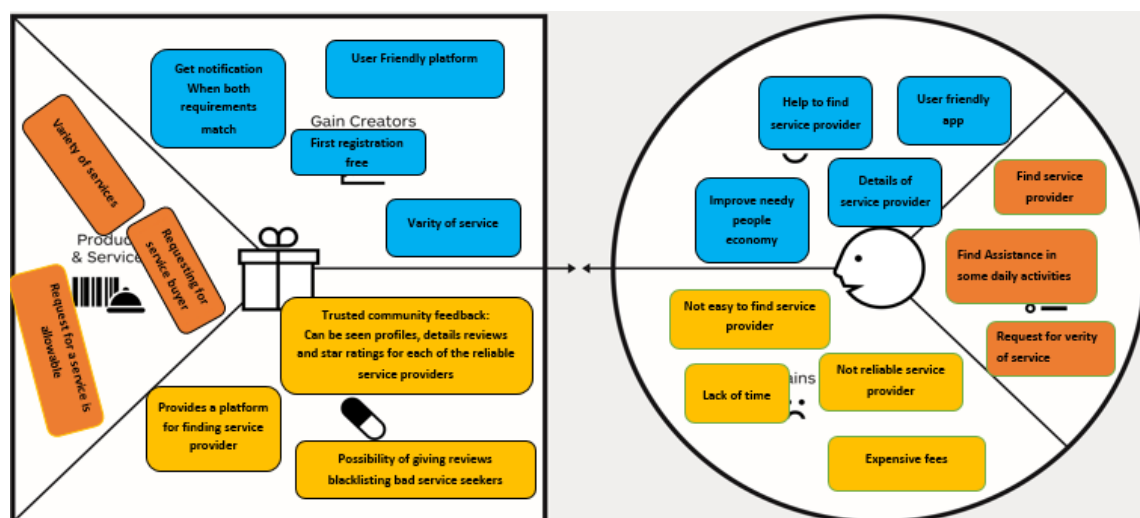 Get notification
When both
requirements
match
User Friendly platform
Gain Creators
First registration
free
Varity of service
Variety of services
Requesting for
service buyer
Produc
& Service
Request for a service is
allowable
Trusted community feedback:
Can be seen profiles, details reviews
and star ratings for each of the reliable
service providers
Provides a platform
for finding service
provider
Possibility of giving reviews
blacklisting bad service seekers
Help to find
service provider
User friendly
app
Details of
service provider
Improve needy
people
economy
Find service
provider
Find Assistance in
some daily activities
Request for verity
of service
Not easy to find service
provider
Lack of time
ains
Not reliable service
provider
Expensive fees